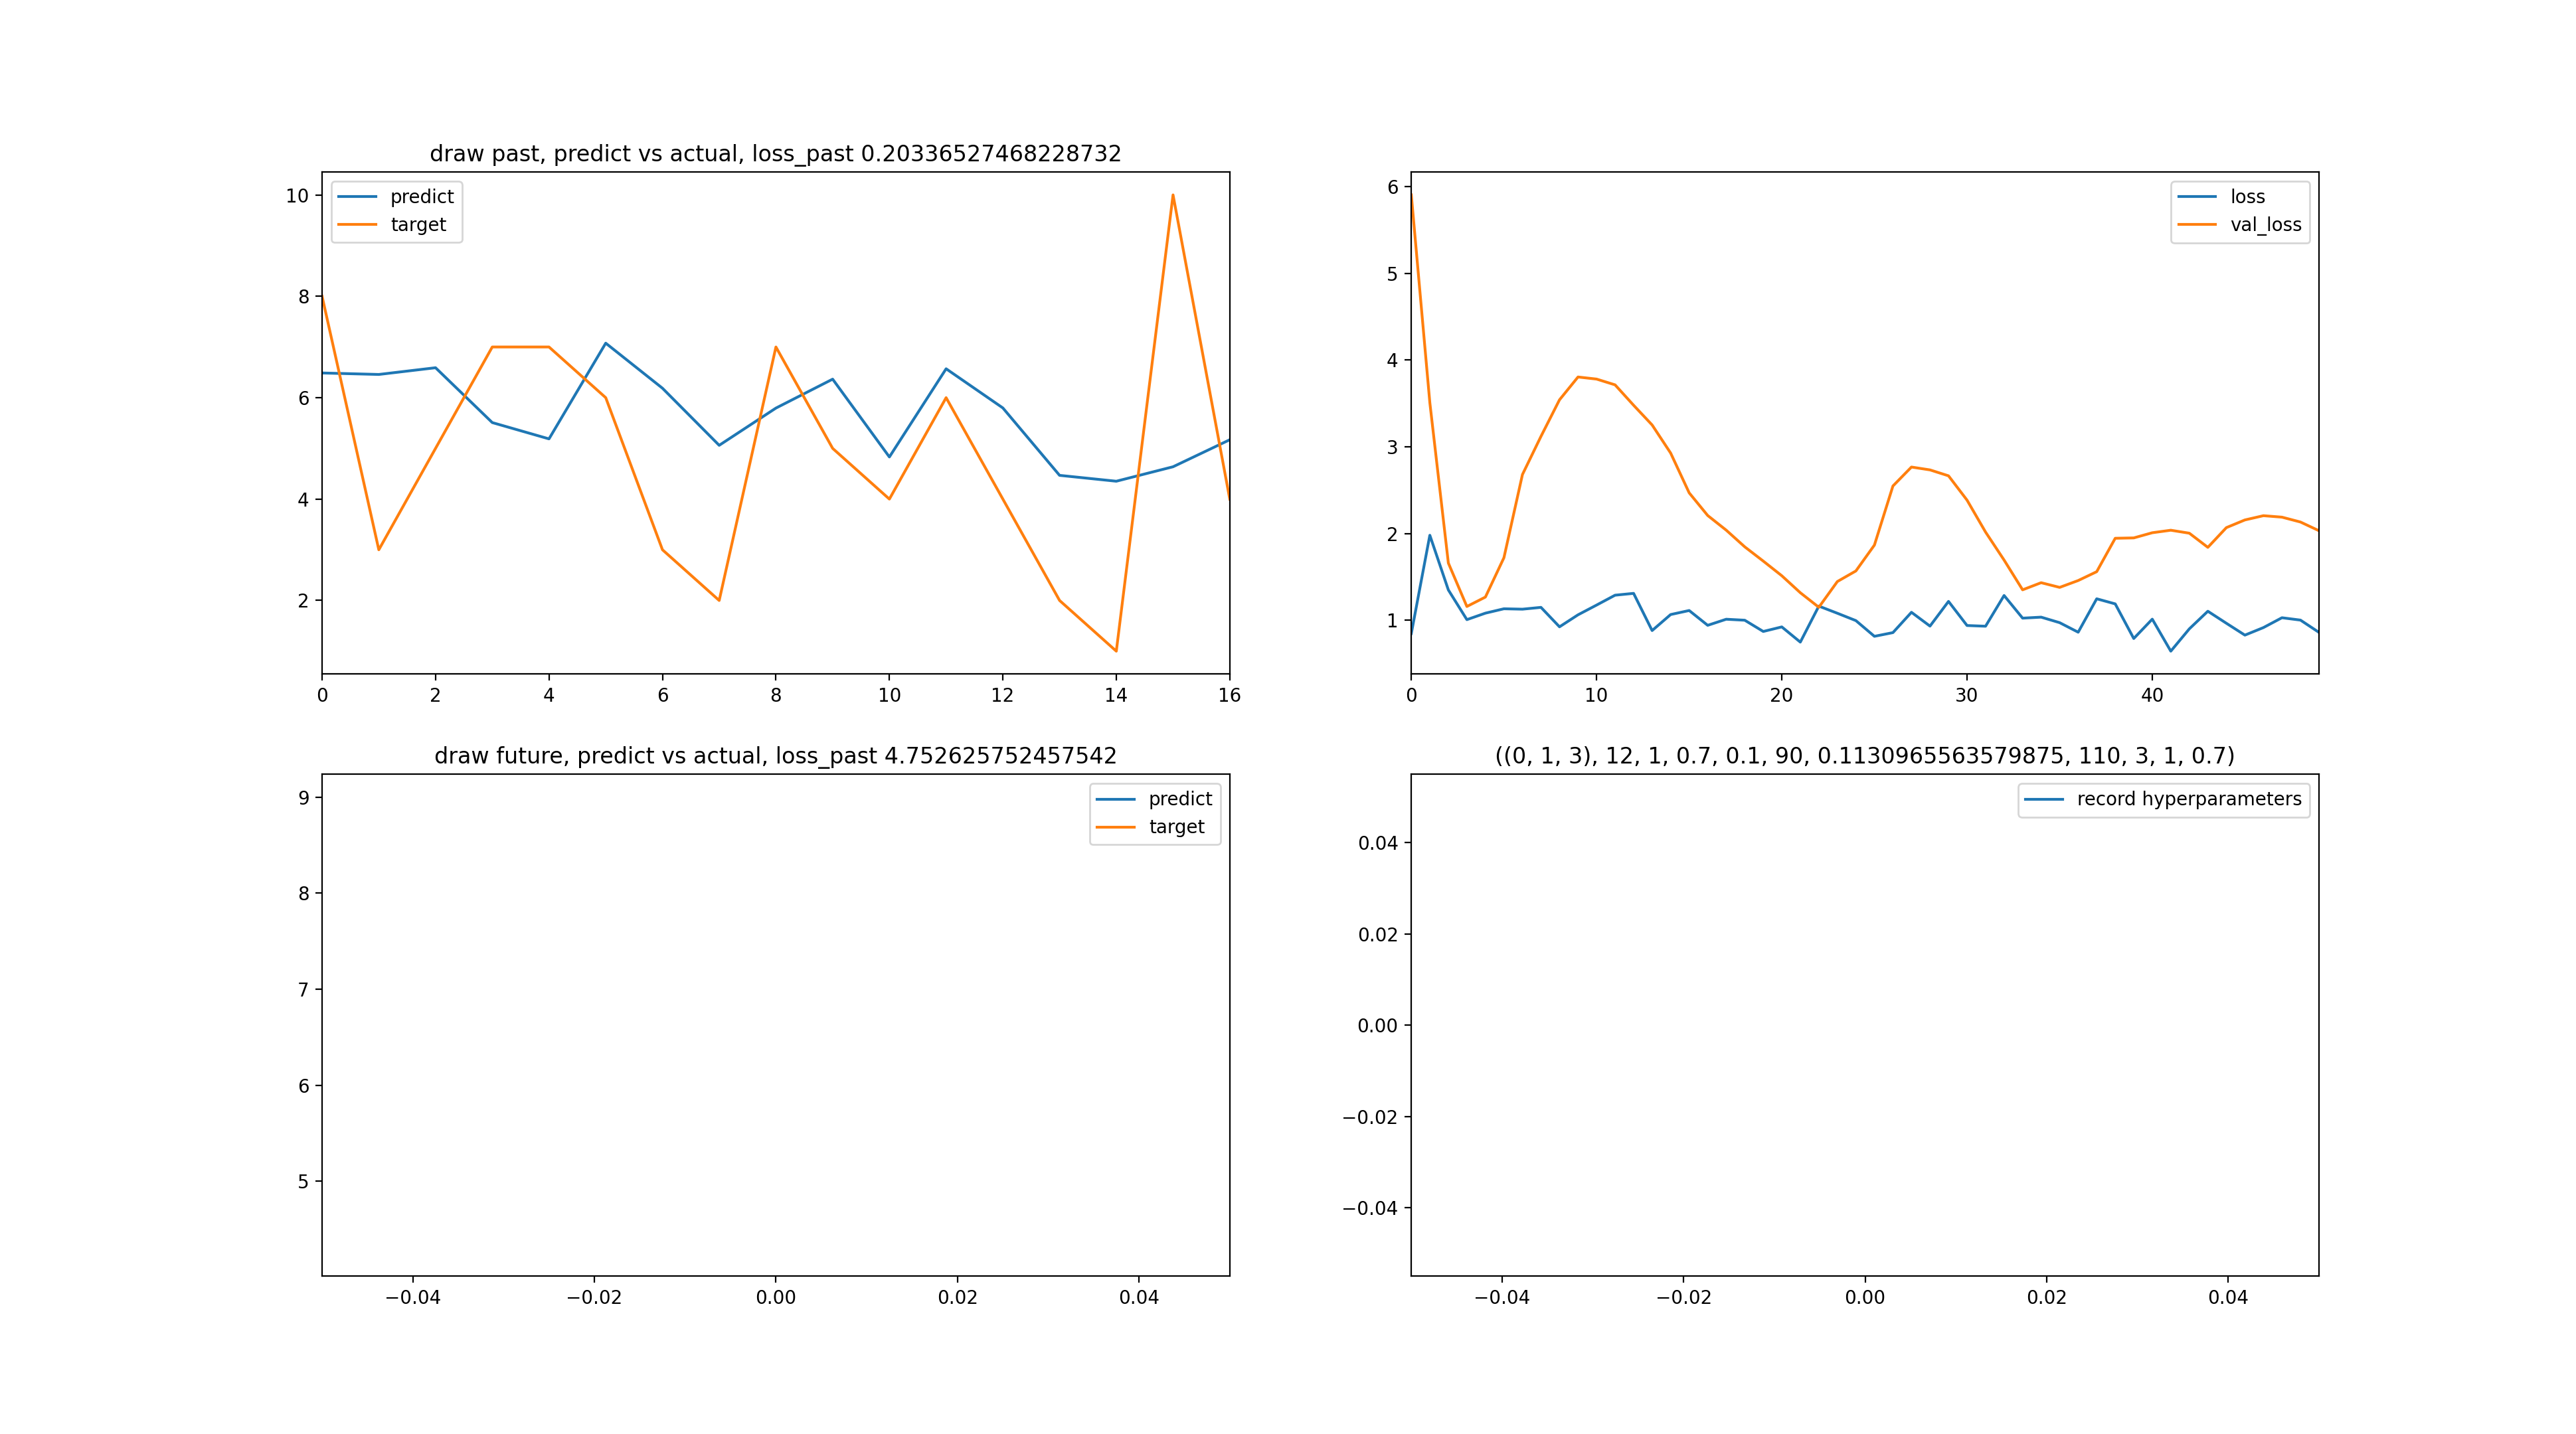 draw past, predict vs actual, loss_past 0.20336527468228732
predict
target
10
8
6
4
2
0 2 4 6 8 10 12 14 16
loss
val_loss
6
5
4
3
2
1
0 10 20 30 40
draw future, predict vs actual, loss_past 4.752625752457542
predict
target
9
8
7
6
5
−0.04 −0.02 0.00 0.02 0.04
((0, 1, 3), 12, 1, 0.7, 0.1, 90, 0.1130965563579875, 110, 3, 1, 0.7)
record hyperparameters
0.04
0.02
0.00
−0.02
−0.04
−0.04 −0.02 0.00 0.02 0.04